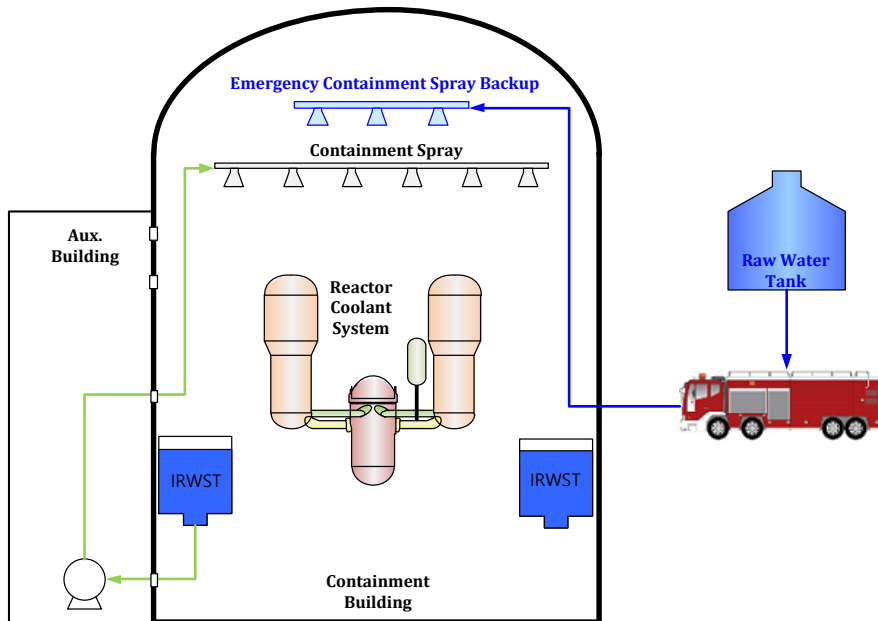 Emergency Containment Spray Backup
Containment Spray
Aux.
Building
Reactor
Coolant
System
Raw Water
Tank
IRWST
IRWST
Containment
Building